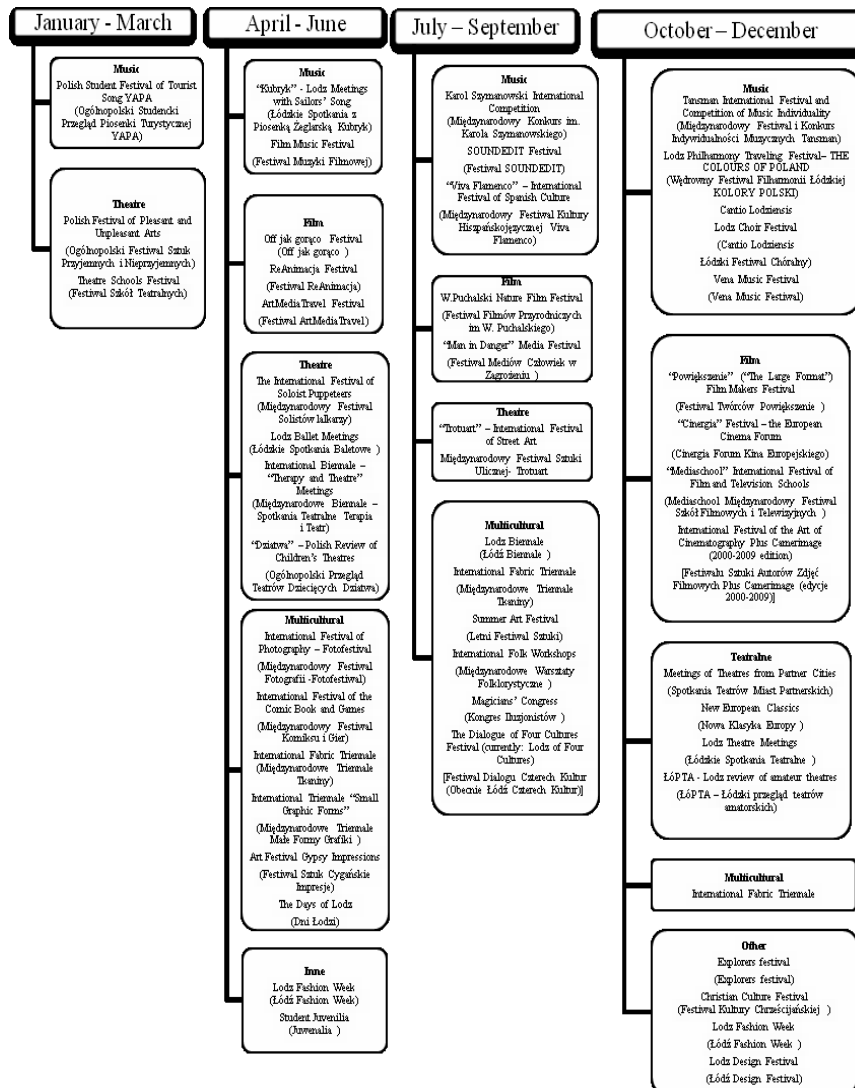 January - March
Music
Polish Student Festival of Tourist
Song YAPA
(Ogólnopolski Studencki
Przegląd Piosenki Turystycznej
YAPA)
Theatre
Polish Festival of Pleasant and
Unpleasant Arts
(Ogólnopolski Festiwal Sztuk
Przyjemnych i Nieprzyjemnych)
Theatre Schools Festival
(Festiwal Szkół Teatralnych)
April - June
Music
“Kubryk” - Lodz Meetings
with Sailors’ Song
(Łódzkie Spotkania z
Piosenką Żeglarską Kubryk)
Film Music Festival
(Festiwal Muzyki Filmowej)
Film
Off jak gorąco Festival
(Off jak gorąco )
ReAnimacja Festival
(Festiwal ReAnimacja)
ArtMediaTravel Festival
(Festiwal ArtMediaTravel)
Theatre
The International Festival of
Soloist Puppeteers
(Międzynarodowy Festiwal
Solistów lalkarzy)
Lodz Ballet Meetings
(Łódzkie Spotkania Baletowe )
International Biennale –
“Therapy and Theatre”
Meetings
(Międzynarodowe Biennale –
Spotkania Teatralne Terapia
i Teatr)
“Dziatwa” – Polish Review of
Children’s Theatres
(Ogólnopolski Przegląd
Teatrów Dziecięcych Dziatwa)
Multicultural
International Festival of
Photography – Fotofestiwal
(Międzynarodowy Festiwal
Fotografii -Fotofestiwal)
International Festival of the
Comic Book and Games
(Międzynarodowy Festiwal
Komiksu i Gier)
International Fabric Triennale
(Międzynarodowe Triennale
Tkaniny)
International Triennale “Small
Graphic Forms”
(Międzynarodowe Triennale
Małe Formy Grafiki )
Art Festival Gypsy Impressions
(Festiwal Sztuk Cygańskie
Impresje)
The Days of Lodz
(Dni Łodzi)
Inne
Lodz Fashion Week
(Łódź Fashion Week)
Student Juvenilia
(Juwenalia )
July – September
Music
Karol Szymanowski International
Competition
(Międzynarodowy Konkurs im.
Karola Szymanowskiego)
SOUNDEDIT Festival
(Festiwal SOUNDEDIT)
“Viva Flamenco” – International
Festival of Spanish Culture
(Międzynarodowy Festiwal Kultury
Hiszpańskojęzycznej Viva
Flamenco)
Film
W.Puchalski Nature Film Festival
(Festiwal Filmów Przyrodniczych
im W. Puchalskiego)
“Man in Danger” Media Festival
(Festiwal Mediów Człowiek w
Zagrożeniu )
Theatre
“Trotuart” – International Festival
of Street Art
Międzynarodowy Festiwal Sztuki
Ulicznej- Trotuart
Multicultural
Lodz Biennale
(Łódź Biennale )
International Fabric Triennale
(Międzynarodowe Triennale
Tkaniny)
Summer Art Festival
(Letni Festiwal Sztuki)
International Folk Workshops
(Międzynarodowe Warsztaty
Folklorystyczne )
Magicians’ Congress
(Kongres Iluzjonistów )
The Dialogue of Four Cultures
Festival (currently: Lodz of Four
Cultures)
[Festiwal Dialogu Czterech Kultur
(Obecnie Łódź Czterech Kultur)]
October – December
Music
Tansman International Festival and
Competition of Music Individuality
(Międzynarodowy Festiwal i Konkurs
Indywidualności Muzycznych Tansman)
Lodz Philharmony Traveling Festival– THE
COLOURS OF POLAND
(Wędrowny Festiwal Filharmonii Łódzkiej
KOLORY POLSKI)
Cantio Lodziensis
Lodz Choir Festival
(Cantio Lodziensis
Łódzki Festiwal Chóralny)
Vena Music Festival
(Vena Music Festiwal)
Film
“Powiększenie” (“The Large Format”)
Film Makers Festival
(Festiwal Twórców Powiększenie )
“Cinergia” Festival – the European
Cinema Forum
(Cinergia Forum Kina Europejskiego)
“Mediaschool” International Festival of
Film and Television Schools
(Mediaschool Międzynarodowy Festiwal
Szkół Filmowych i Telewizyjnych )
International Festival of the Art of
Cinematography Plus Camerimage
(2000-2009 edition)
[Festiwalu Sztuki Autorów Zdjęć
Filmowych Plus Camerimage (edycje
2000-2009)]
Teatralne
Meetings of Theatres from Partner Cities
(Spotkania Teatrów Miast Partnerskich)
New European Classics
(Nowa Klasyka Europy )
Lodz Theatre Meetings
(Łódzkie Spotkania Teatralne )
ŁóPTA - Lodz review of amateur theatres
(ŁóPTA – Łódzki przegląd teatrów
amatorskich)
Multicultural
International Fabric Triennale
Other
Explorers festival
(Explorers festival)
Christian Culture Festival
(Festiwal Kultury Chrześcijańskiej )
Lodz Fashion Week
(Łódź Fashion Week )
Lodz Design Festival
(Łódź Design Festival)